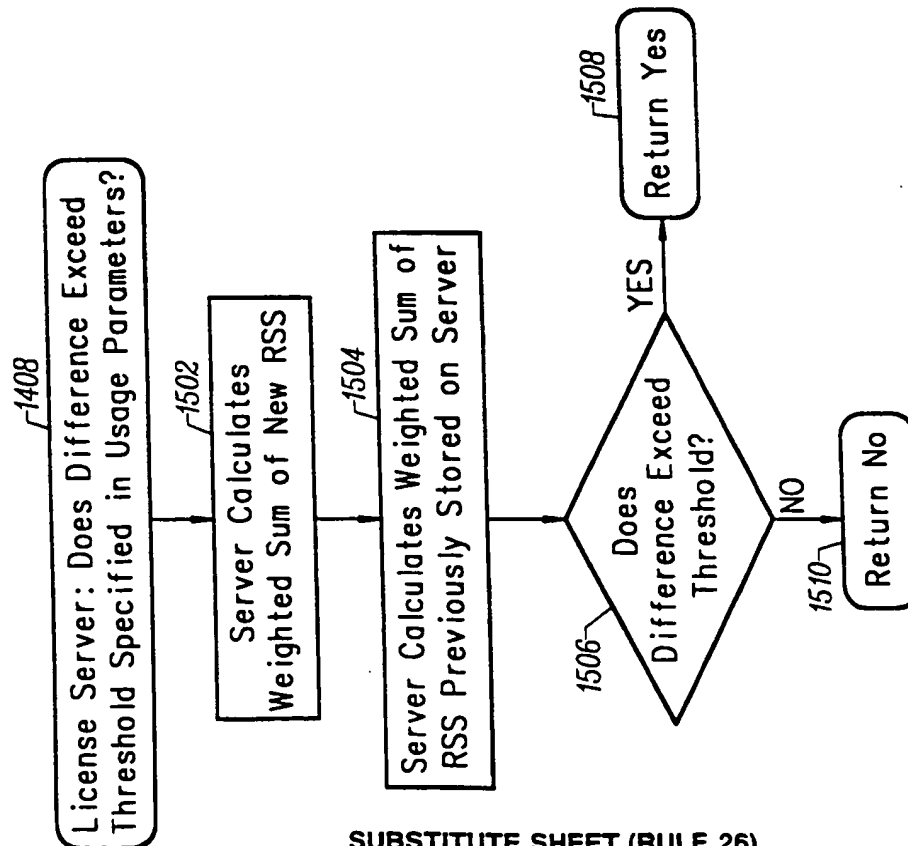 1408
License Server: Does Difference Exceed
Threshold Specified in Usage Parameters?
1502
Server Calculates
Weighted Sum of New RSS
1504
Server Calculates Weighted Sum of
RSS Previously Stored on Server
1506
Does
Difference Exceed
Threshold?
YES
1508
Return Yes
NO
1510
Return No
SUBSTITUTE SHEET (RULE 26)